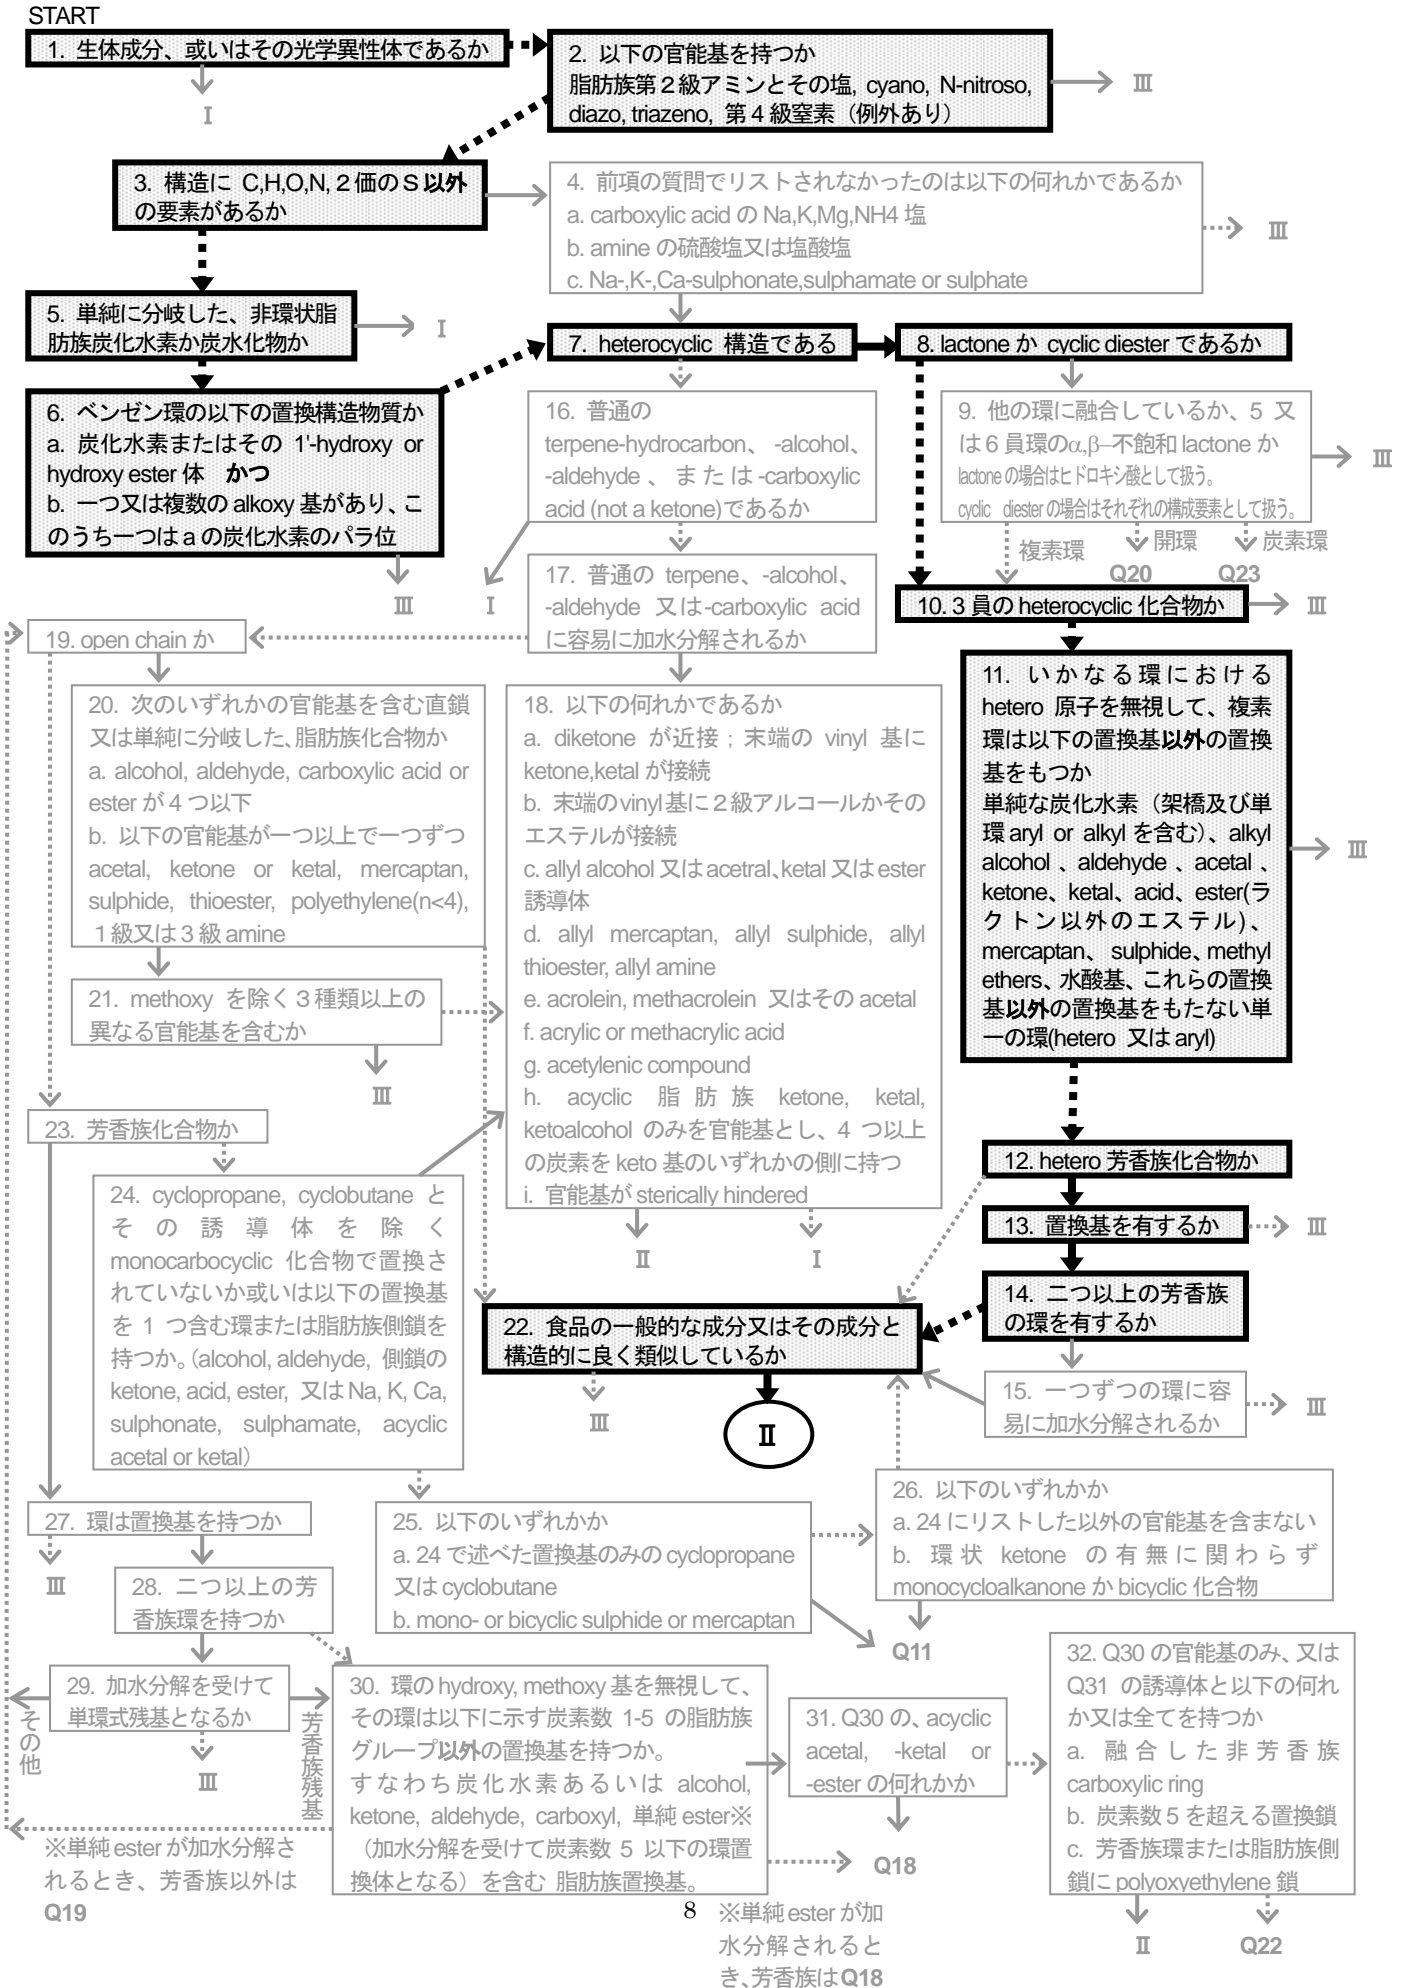 START
1. 生体成分、或いはその光学異性体であるか
I
2. 以下の官能基を持つか
脂肪族第２級アミンとその塩, cyano, N-nitroso,
diazo, triazeno, 第４級窒素（例外あり）
Ⅲ
3. 構造に C,H,O,N,２価のＳ以外
の要素があるか
4. 前項の質問でリストされなかったのは以下の何れかであるか
a. carboxylic acid の Na,K,Mg,NH4 塩
b. amine の硫酸塩又は塩酸塩
c. Na-,K-,Ca-sulphonate,sulphamate or sulphate
Ⅲ
5. 単純に分岐した、非環状脂
肪族炭化水素か炭水化物か
I
6. ベンゼン環の以下の置換構造物質か
a. 炭化水素またはその 1'-hydroxy or
hydroxy ester 体　かつ
b. 一つ又は複数の alkoxy 基があり、こ
のうち一つは a の炭化水素のパラ位
Ⅲ
7. heterocyclic 構造である
8. lactone か cyclic diester であるか
16. 普通の
terpene-hydrocarbon、 -alcohol、
-aldehyde 、または -carboxylic
acid (not a ketone)であるか
I
9. 他の環に融合しているか、５又
は６員環のα,β–不飽和 lactone か
lactone の場合はヒドロキシ酸として扱う。
cyclic diester の場合はそれぞれの構成要素として扱う。
Ⅲ
複素環
開環
炭素環
Q20
Q23
17. 普通の terpene、-alcohol、
-aldehyde 又は-carboxylic acid
に容易に加水分解されるか
10. 3 員の heterocyclic 化合物か
Ⅲ
19. open chain か
20. 次のいずれかの官能基を含む直鎖
又は単純に分岐した、脂肪族化合物か
a. alcohol, aldehyde, carboxylic acid or
ester が４つ以下
b. 以下の官能基が一つ以上で一つずつ
acetal, ketone or ketal, mercaptan,
sulphide, thioester, polyethylene(n<4),
１級又は３級 amine
21. methoxy を除く３種類以上の
異なる官能基を含むか
Ⅲ
18. 以下の何れかであるか
a. diketone が近接；末端の vinyl 基に
ketone,ketal が接続
b. 末端の vinyl 基に２級アルコールかその
エステルが接続
c. allyl alcohol 又は acetral、ketal 又は ester
誘導体
d. allyl mercaptan, allyl sulphide, allyl
thioester, allyl amine
e. acrolein, methacrolein 又はその acetal
f. acrylic or methacrylic acid
g. acetylenic compound
h. acyclic 脂肪族 ketone, ketal,
ketoalcohol のみを官能基とし、４つ以上
の炭素を keto 基のいずれかの側に持つ
i. 官能基が sterically hindered
Ⅱ
I
11. いかなる環における
hetero 原子を無視して、複素
環は以下の置換基以外の置換
基をもつか
単純な炭化水素（架橋及び単
環 aryl or alkyl を含む）、alkyl
alcohol 、aldehyde 、acetal 、
ketone、ketal、acid、ester(ラ
クトン以外のエステル)、
mercaptan、 sulphide、methyl
ethers、水酸基、これらの置換
基以外の置換基をもたない単
一の環(hetero 又は aryl)
Ⅲ
12. hetero 芳香族化合物か
13. 置換基を有するか
Ⅲ
14. 二つ以上の芳香族
の環を有するか
15. 一つずつの環に容
易に加水分解されるか
Ⅲ
22. 食品の一般的な成分又はその成分と
構造的に良く類似しているか
Ⅲ
Ⅱ
23. 芳香族化合物か
24. cyclopropane, cyclobutane と
その誘導体を除く
monocarbocyclic 化合物で置換さ
れていないか或いは以下の置換基
を 1 つ含む環または脂肪族側鎖を
持つか。（alcohol, aldehyde, 側鎖の
ketone, acid, ester, 又は Na, K, Ca,
sulphonate, sulphamate, acyclic
acetal or ketal）
25. 以下のいずれかか
a. 24 で述べた置換基のみの cyclopropane
又は cyclobutane
b. mono- or bicyclic sulphide or mercaptan
26. 以下のいずれかか
a. 24 にリストした以外の官能基を含まない
b. 環状 ketone の有無に関わらず
monocycloalkanone か bicyclic 化合物
Q11
27. 環は置換基を持つか
Ⅲ
28. 二つ以上の芳
香族環を持つか
29. 加水分解を受けて
単環式残基となるか
その他
芳香族残基
Ⅲ
30. 環の hydroxy, methoxy 基を無視して、
その環は以下に示す炭素数 1-5 の脂肪族
グループ以外の置換基を持つか。
すなわち炭化水素あるいは alcohol,
ketone, aldehyde, carboxyl, 単純 ester※
（加水分解を受けて炭素数 5 以下の環置
換体となる）を含む 脂肪族置換基。
31. Q30 の、acyclic
acetal, -ketal or
-ester の何れかか
Q18
32. Q30 の官能基のみ、又は
Q31 の誘導体と以下の何れ
か又は全てを持つか
a. 融合した非芳香族
carboxylic ring
b. 炭素数 5 を超える置換鎖
c. 芳香族環または脂肪族側
鎖に polyoxyethylene 鎖
Ⅱ
Q22
※単純 ester が加水分解さ
れるとき、芳香族以外は
Q19
8
※単純 ester が加
水分解されると
き、芳香族は Q18